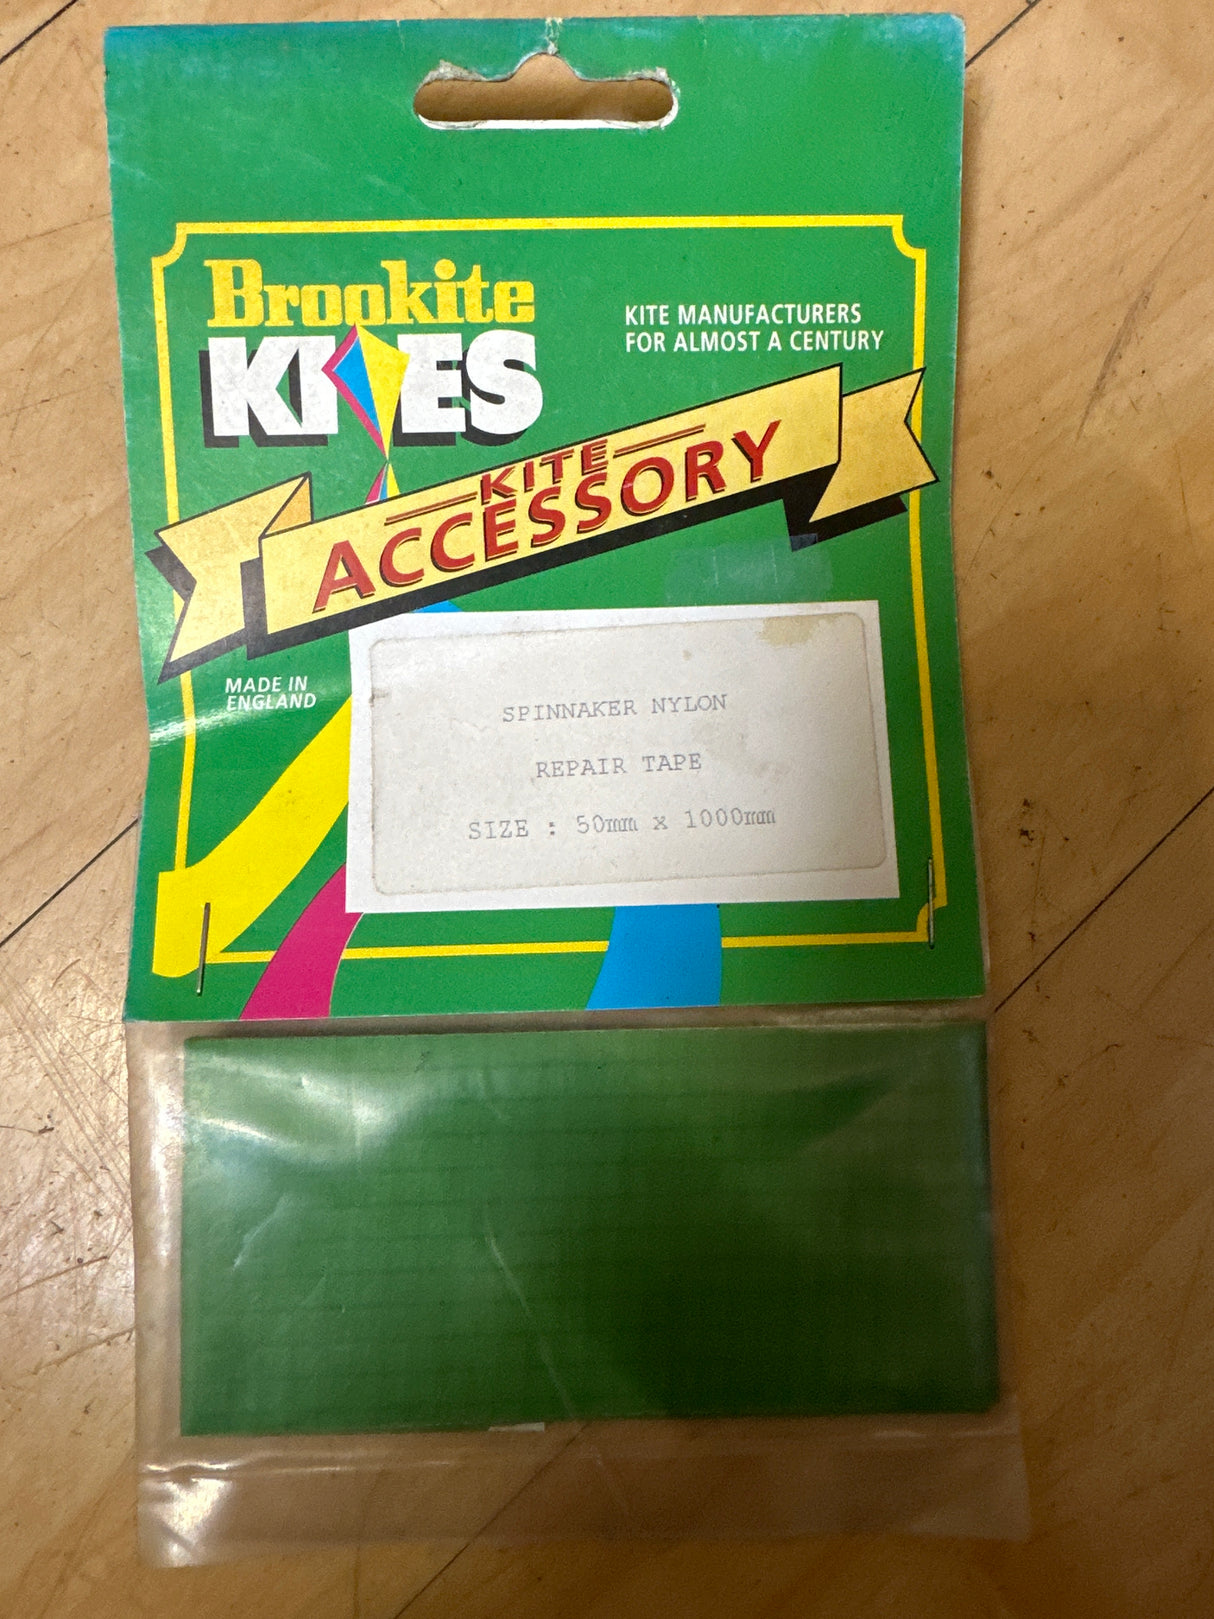 Brookite
KITES
KITE MANUFACTURERS
FOR ALMOST A CENTURY
KITE
ACCESSORY
MADE IN
ENGLAND
SPINNAKER NYLON
REPAIR TAPE
SIZE : 50mm x 1000mm